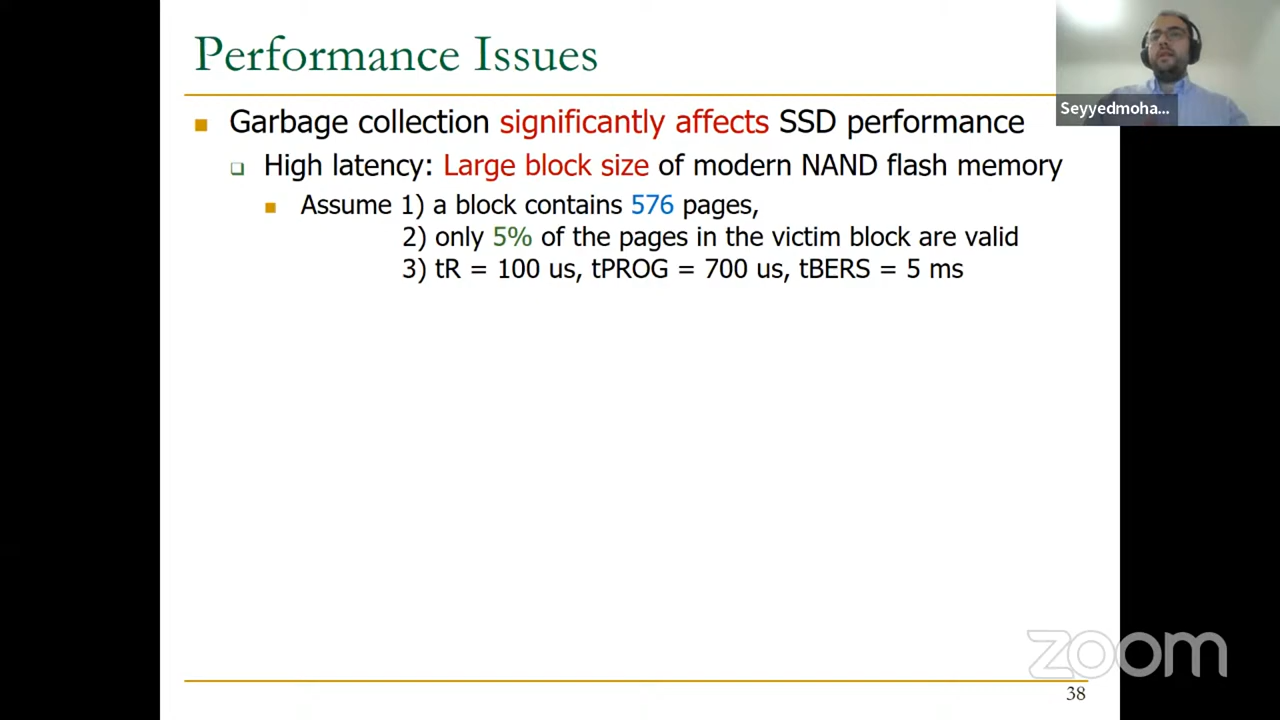 Performance Issues
Seyyedmoha...
■ Garbage collection significantly affects SSD performance
❑ High latency: Large block size of modern NAND flash memory
■ Assume 1) a block contains 576 pages,
2) only 5% of the pages in the victim block are valid
3) tR = 100 us, tPROG = 700 us, tBERS = 5 ms
zoom
38